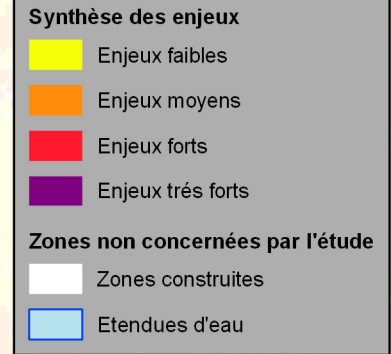 Synthèse des enjeux
Enjeux faibles
Enjeux moyens
Enjeux forts
Enjeux trés forts
Zones non concernées par l'étude
Zones construites
Etendues d'eau